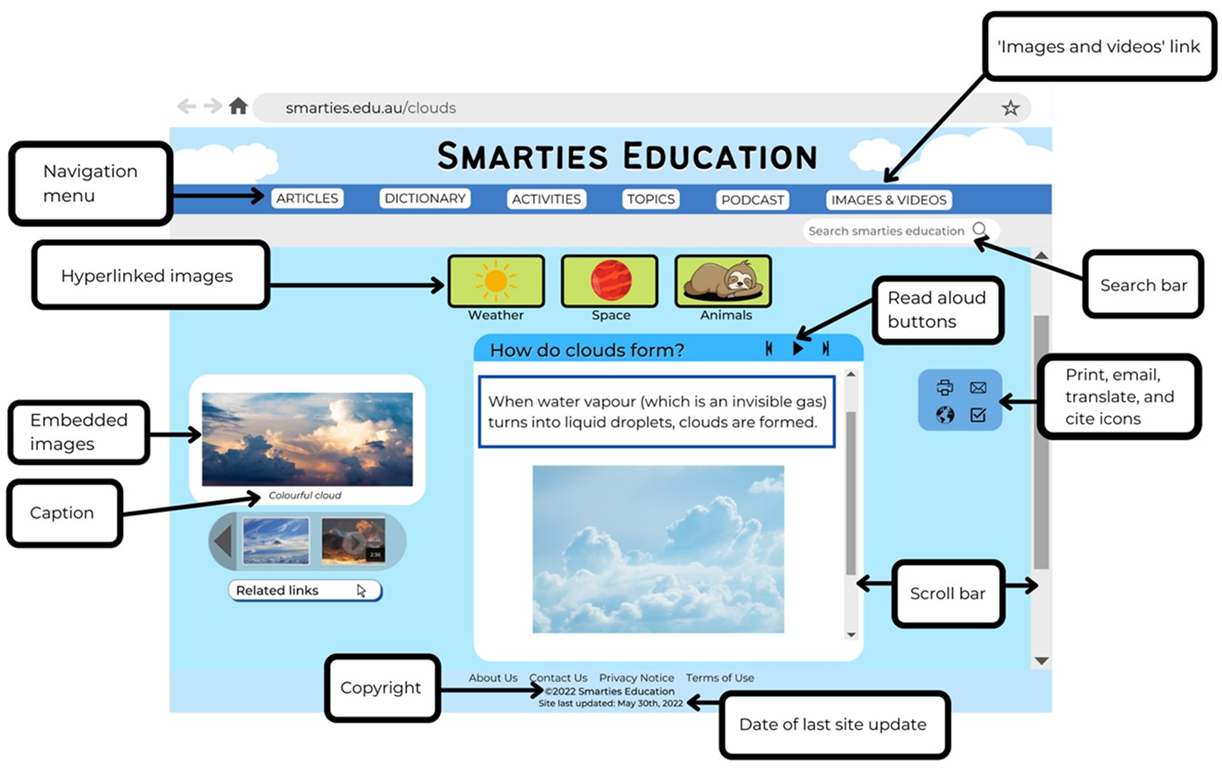 'Images and videos' link
smarties.edu.au/clouds
SMARTIES EDUCATION
Navigation
menu
ARTICLES
DICTIONARY
ACTIVITIES
TOPICS
PODCAST
IMAGES & VIDEOS
Search smarties education
Search bar
Hyperlinked images
Weather
Space
Animals
Read aloud
buttons
How do clouds form?
When water vapour (which is an invisible gas)
turns into liquid droplets, clouds are formed.
Print, email,
translate, and
cite icons
Embedded
images
Colourful cloud
Caption
2:36
Related links
Scroll bar
About Us
Contact Us
Privacy Notice
Terms of Use
©2022 Smarties Education
Site last updated: May 30th, 2022
Copyright
Date of last site update